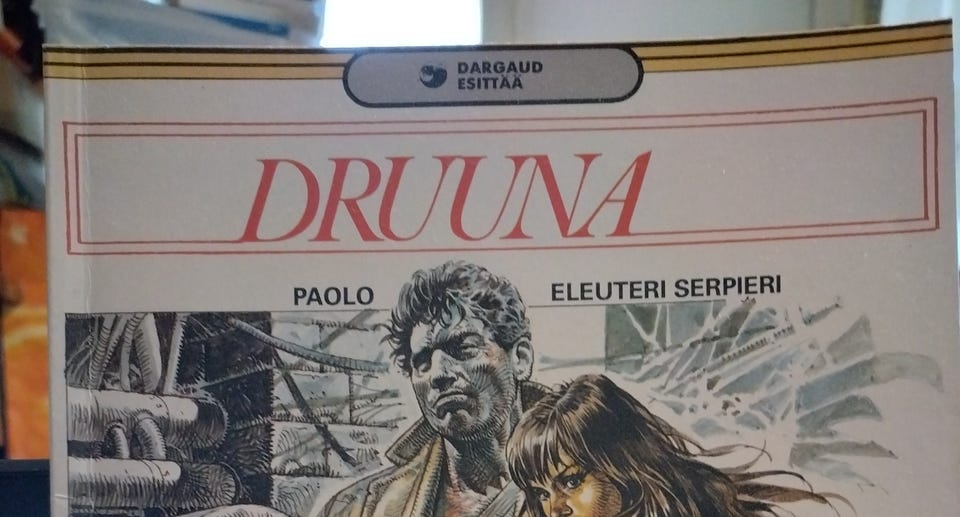 DARGAUD
ESITTÄÄ
DRUUNA
PAOLO ELEUTERI SERPIERI